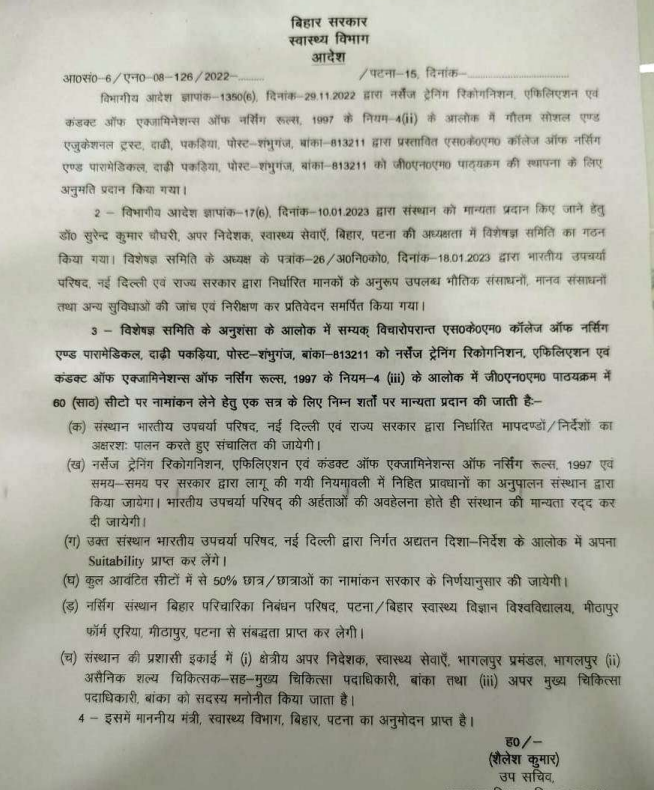 बिहार सरकार
स्वास्थ्य विभाग
आदेश
आ0सं0–6/एन0–08–126/2022–......... /पटना–15, दिनांक–..............................
विभागीय आदेश ज्ञापांक–1350(6), दिनांक–29.11.2022 द्वारा नर्सेज ट्रेनिंग रिकोगनिशन, एफिलिएशन एवं
कंडक्ट ऑफ एक्जामिनेशन्स ऑफ नर्सिंग रूल्स, 1997 के नियम–4(ii) के आलोक में गौतम सोशल एण्ड
एजुकेशनल ट्रस्ट, दाढी, पकडिया, पोस्ट–शंभुगंज, बांका–813211 द्वारा प्रस्तावित एस0के0एम0 कॉलेज ऑफ नर्सिंग
एण्ड पारामेडिकल, दाढी, पकडिया, पोस्ट–शंभुगंज, बांका–813211 को जी0एन0एम0 पाठ्यक्रम की स्थापना के लिए
अनुमति प्रदान किया गया।
2 – विभागीय आदेश ज्ञापांक–17(6), दिनांक–10.01.2023 द्वारा संस्थान को मान्यता प्रदान किए जाने हेतु
डॉ0 सुरेन्द्र कुमार चौधरी, अपर निदेशक, स्वास्थ्य सेवाएँ, बिहार, पटना की अध्यक्षता में विशेषज्ञ समिति का गठन
किया गया। विशेषज्ञ समिति के अध्यक्ष के पत्रांक–26/अ0नि0को0, दिनांक–18.01.2023 द्वारा भारतीय उपचर्या
परिषद, नई दिल्ली एवं राज्य सरकार द्वारा निर्धारित मानकों के अनुरूप उपलब्ध भौतिक संसाधनों, मानव संसाधनों
तथा अन्य सुविधाओं की जांच एवं निरीक्षण कर प्रतिवेदन समर्पित किया गया।
3 – विशेषज्ञ समिति के अनुशंसा के आलोक में सम्यक् विचारोपरान्त एस0के0एम0 कॉलेज ऑफ नर्सिंग
एण्ड पारामेडिकल, दाढ़ी पकड़िया, पोस्ट–शंभुगंज, बांका–813211 को नर्सेज ट्रेनिंग रिकोगनिशन, एफिलिएशन एवं
कंडक्ट ऑफ एक्जामिनेशन्स ऑफ नर्सिंग रूल्स, 1997 के नियम–4 (iii) के आलोक में जी0एन0एम0 पाठयक्रम में
60 (साठ) सीटो पर नामांकन लेने हेतु एक सत्र के लिए निम्न शर्तों पर मान्यता प्रदान की जाती है:–
(क) संस्थान भारतीय उपचर्या परिषद, नई दिल्ली एवं राज्य सरकार द्वारा निर्धारित मापदण्डों/निर्देशों का
अक्षरशः पालन करते हुए संचालित की जायेगी।
(ख) नर्सेज ट्रेनिंग रिकोगनिशन, एफिलिएशन एवं कंडक्ट ऑफ एक्जामिनेशन्स ऑफ नर्सिंग रूल्स, 1997 एवं
समय–समय पर सरकार द्वारा लागू की गयी नियमावली में निहित प्रावधानों का अनुपालन संस्थान द्वारा
किया जायेगा। भारतीय उपचर्या परिषद् की अर्हताओं की अवहेलना होते ही संस्थान की मान्यता रद्द कर
दी जायेगी।
(ग) उक्त संस्थान भारतीय उपचर्या परिषद, नई दिल्ली द्वारा निर्गत अद्यतन दिशा–निर्देश के आलोक में अपना
Suitability प्राप्त कर लेंगे।
(घ) कुल आवंटित सीटों में से 50% छात्र/छात्राओं का नामांकन सरकार के निर्णयानुसार की जायेगी।
(ड) नर्सिंग संस्थान बिहार परिचारिका निबंधन परिषद, पटना/बिहार स्वास्थ्य विज्ञान विश्वविद्यालय, मीठापुर
फॉर्म एरिया, मीठापुर, पटना से संबद्धता प्राप्त कर लेगी।
(च) संस्थान की प्रशासी इकाई में (i) क्षेत्रीय अपर निदेशक, स्वास्थ्य सेवाएँ, भागलपुर प्रमंडल, भागलपुर (ii)
असैनिक शल्य चिकित्सक–सह–मुख्य चिकित्सा पदाधिकारी, बांका तथा (iii) अपर मुख्य चिकित्सा
पदाधिकारी, बांका को सदस्य मनोनीत किया जाता है।
4 – इसमें माननीय मंत्री, स्वास्थ्य विभाग, बिहार, पटना का अनुमोदन प्राप्त है।
ह0/–
(शैलेश कुमार)
उप सचिव,